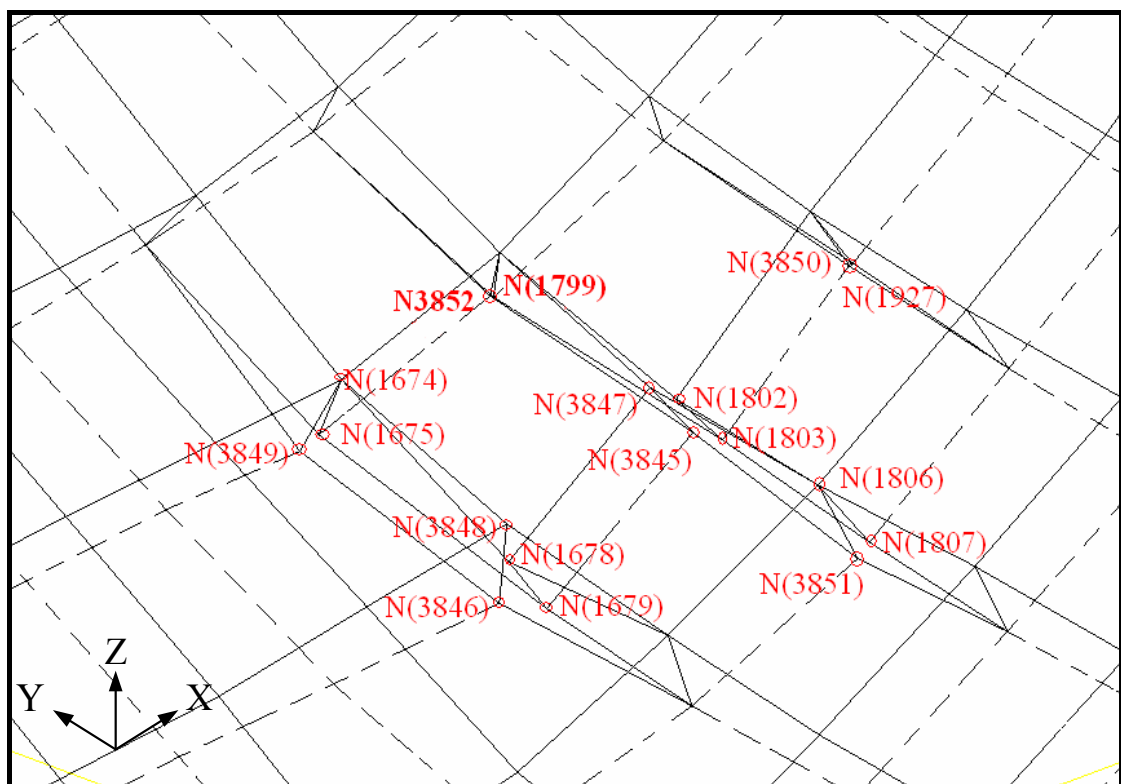 N(3850)
N(1927)
N3852
N(1799)
N(1674)
N(3847)
N(1802)
N(1675)
N(3849)
N(3845)
N(1803)
N(1806)
N(3848)
N(1678)
N(1807)
N(3851)
N(3846)
N(1679)
Z
Y
X